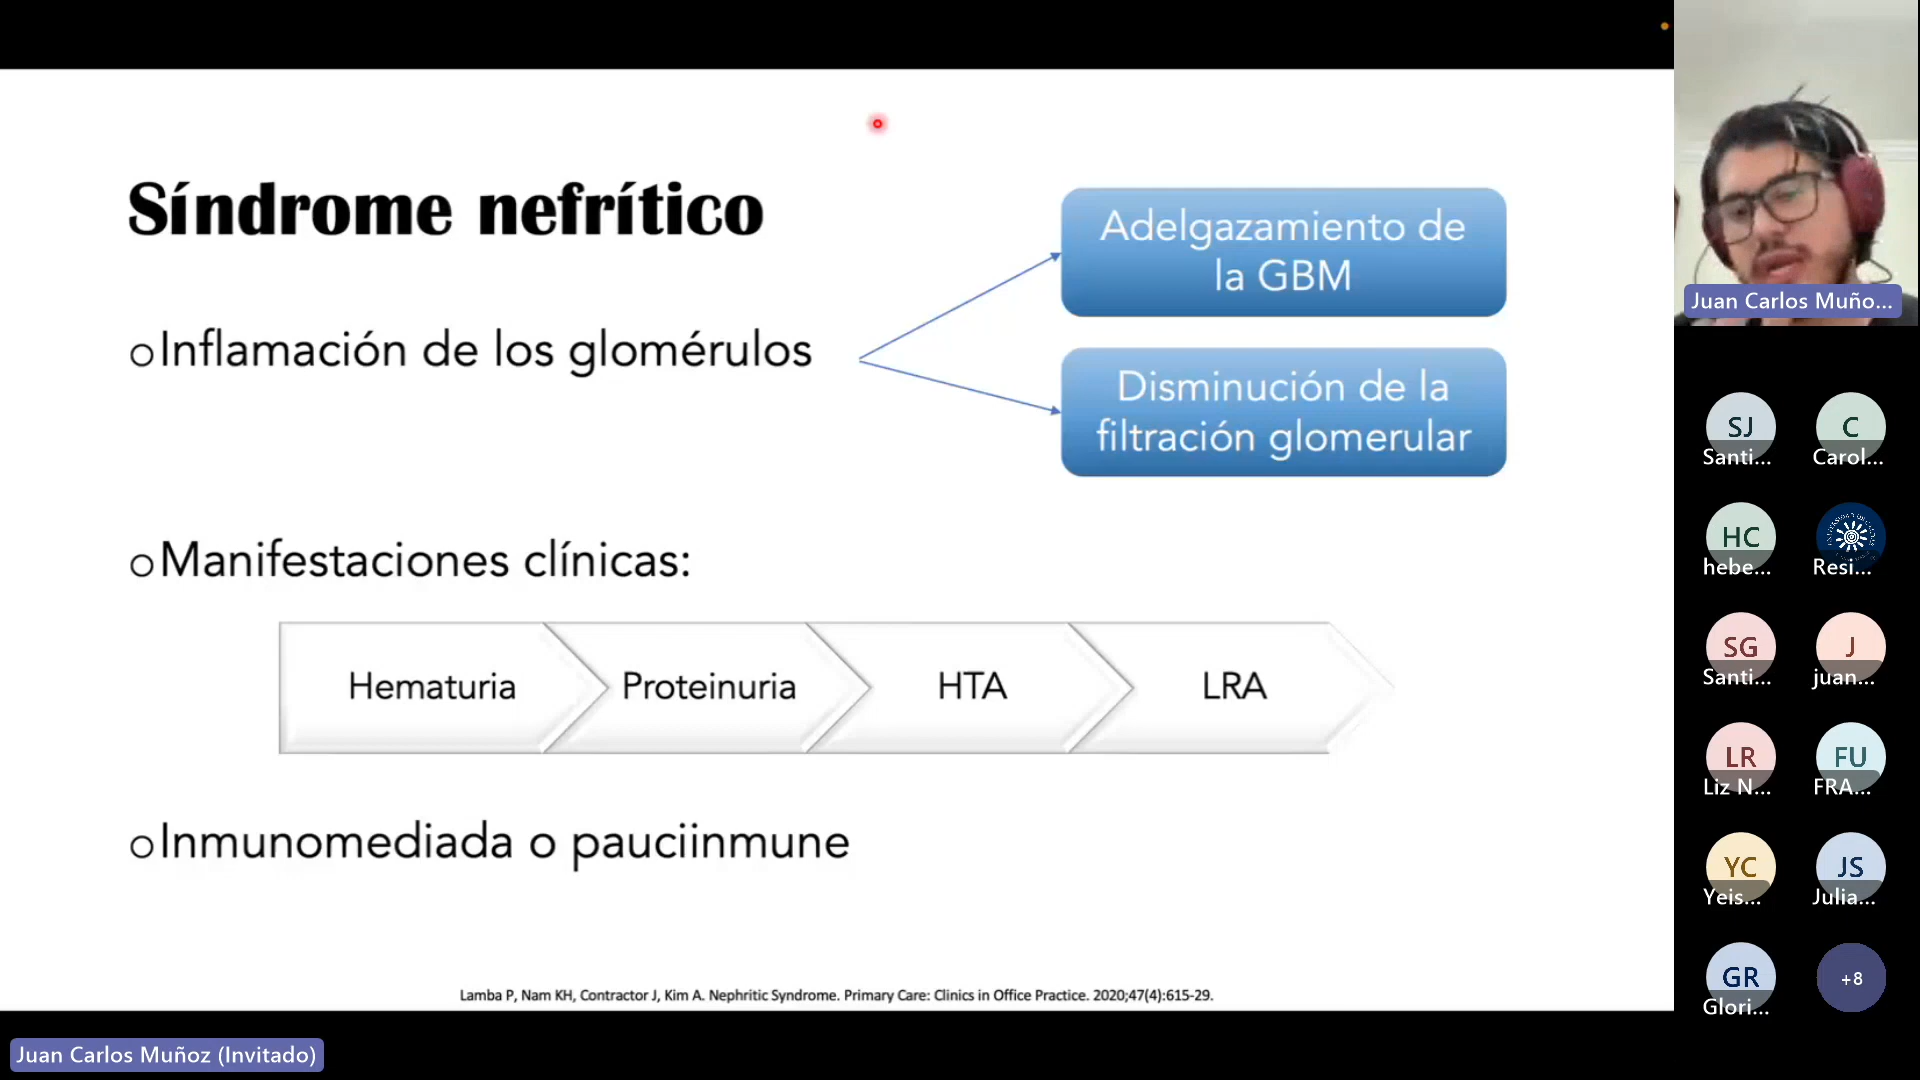 Síndrome nefrítico
Adelgazamiento de
la GBM
oInflamación de los glomérulos
Disminución de la
filtración glomerular
oManifestaciones clínicas:
Hematuria
Proteinuria
HTA
LRA
oInmunomediada o pauciinmune
Lamba P, Nam KH, Contractor J, Kim A. Nephritic Syndrome. Primary Care: Clinics in Office Practice. 2020;47(4):615-29.
Juan Carlos Muñoz (Invitado)
Juan Carlos Muño...
SJ
Santi...
C
Carol...
HC
hebe...
Resi...
SG
Santi...
J
juan...
LR
Liz N...
FU
FRA...
YC
Yeis...
JS
Julia...
GR
Glori...
+8